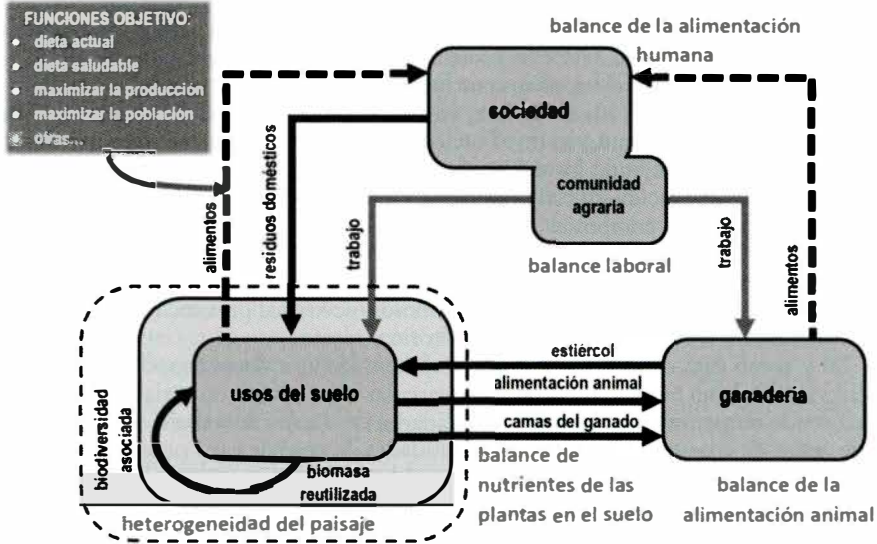 FUNCIONES OBJETIVO:
• dieta actual
• dieta saludable
• maximizar la producción
• maximizar la población
• otras...
balance de la alimentación
humana
sociedad
comunidad
agraria
alimentos
residuos domésticos
trabajo
balance laboral
trabajo
alimentos
estiércol
alimentación animal
camas del ganado
usos del suelo
ganadería
biodiversidad
asociada
biomasa
reutilizada
heterogeneidad del paisaje
balance de
nutrientes de las
plantas en el suelo
balance de la
alimentación animal